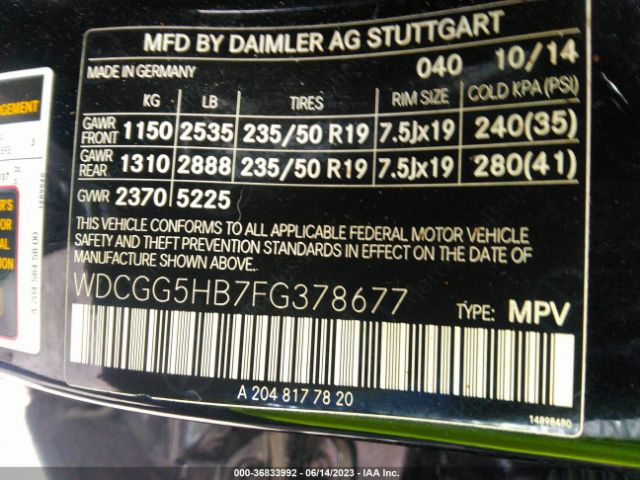 MFD BY DAIMLER AG STUTTGART
MADE IN GERMANY 040 10/14
KG LB TIRES RIM SIZE COLD KPA(PSI)
GAWR FRONT 1150 2535 235/50 R19 7.5Jx19 240(35)
GAWR REAR 1310 2888 235/50 R19 7.5Jx19 280(41)
GVWR 2370 5225
THIS VEHICLE CONFORMS TO ALL APPLICABLE FEDERAL MOTOR VEHICLE
SAFETY AND THEFT PREVENTION STANDARDS IN EFFECT ON THE DATE OF
MANUFACTURE SHOWN ABOVE.
WDCGG5HB7FG378677 TYPE: MPV
A 204 817 78 20
14898480
A 204 584 58 00
000-36833992 - 06/14/2023 - IAA Inc.